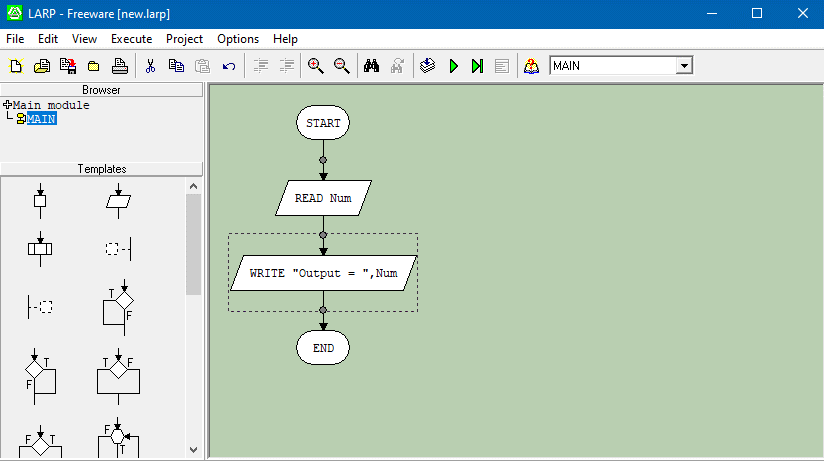 LARP - Freeware [new.larp]
File Edit View Execute Project Options Help
MAIN
Browser
Main module
MAIN
Templates
T
F
T
F
T F
F T
F
T
START
READ Num
WRITE "Output = ",Num
END